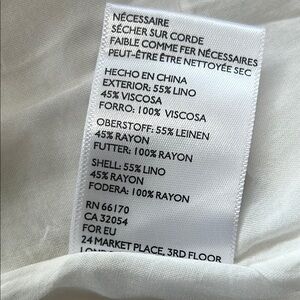 NÉCESSAIRE
SÉCHER SUR CORDE
FAIBLE COMME FER NÉCESSAIRES
PEUT-ÊTRE ÊTRE NETTOYÉE SEC
HECHO EN CHINA
EXTERIOR: 55% LINO
45% VISCOSA
FORRO: 100% VISCOSA
OBERSTOFF: 55% LEINEN
45% RAYON
FUTTER: 100% RAYON
SHELL: 55% LINO
45% RAYON
FODERA: 100% RAYON
RN 66170
CA 32054
FOR EU
24 MARKET PLACE, 3RD FLOOR